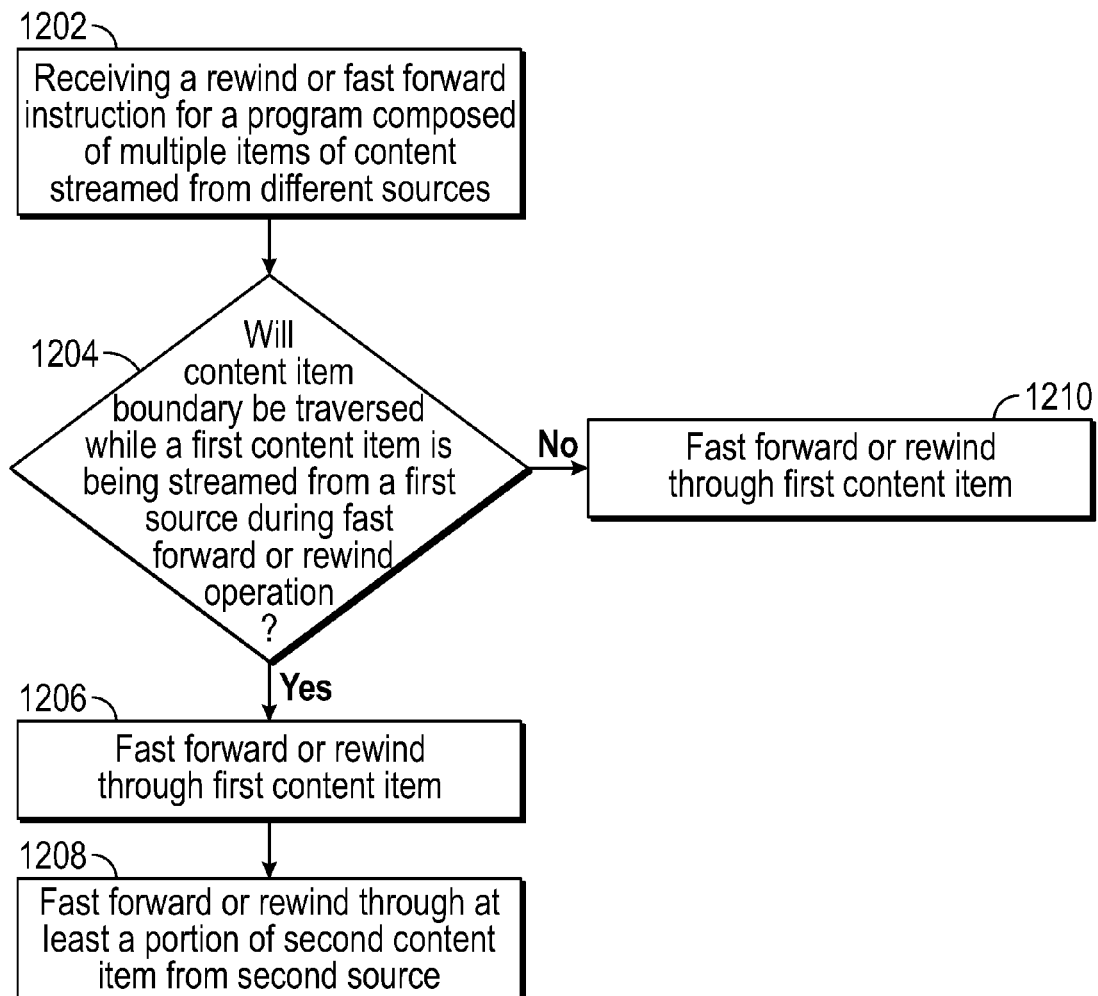 1202
Receiving a rewind or fast forward
instruction for a program composed
of multiple items of content
streamed from different sources
1204
Will
content item
boundary be traversed
while a first content item is
being streamed from a first
source during fast
forward or rewind
operation
?
No
1210
Fast forward or rewind
through first content item
Yes
1206
Fast forward or rewind
through first content item
1208
Fast forward or rewind through at
least a portion of second content
item from second source